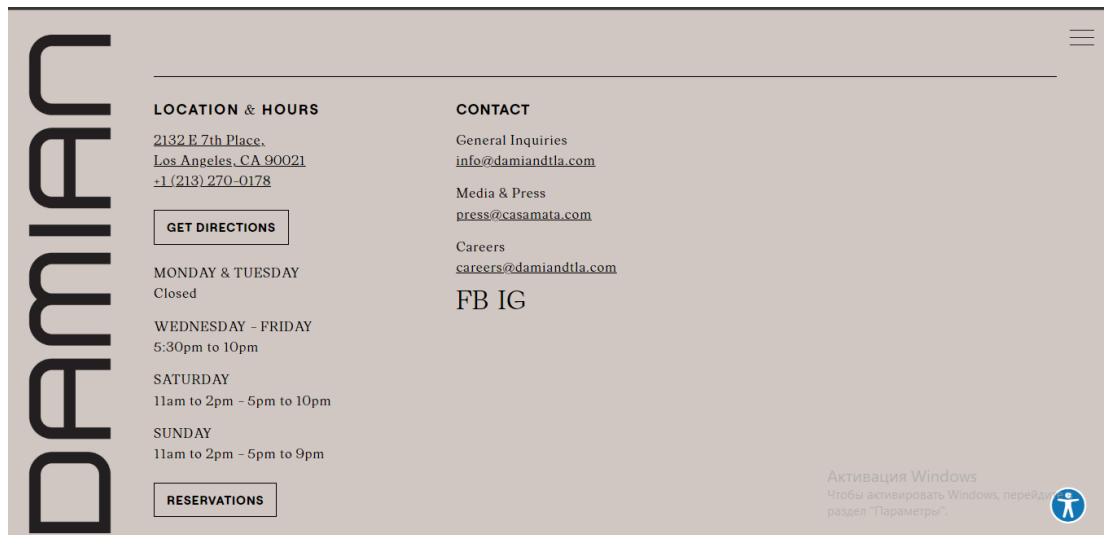 DAMIAN
LOCATION & HOURS
2132 E 7th Place,
Los Angeles, CA 90021
+1 (213) 270-0178
GET DIRECTIONS
MONDAY & TUESDAY
Closed
WEDNESDAY – FRIDAY
5:30pm to 10pm
SATURDAY
11am to 2pm – 5pm to 10pm
SUNDAY
11am to 2pm – 5pm to 9pm
RESERVATIONS
CONTACT
General Inquiries
info@damiandtla.com
Media & Press
press@casamata.com
Careers
careers@damiandtla.com
FB IG
Активация Windows
Чтобы активировать Windows, перейдите
раздел "Параметры".